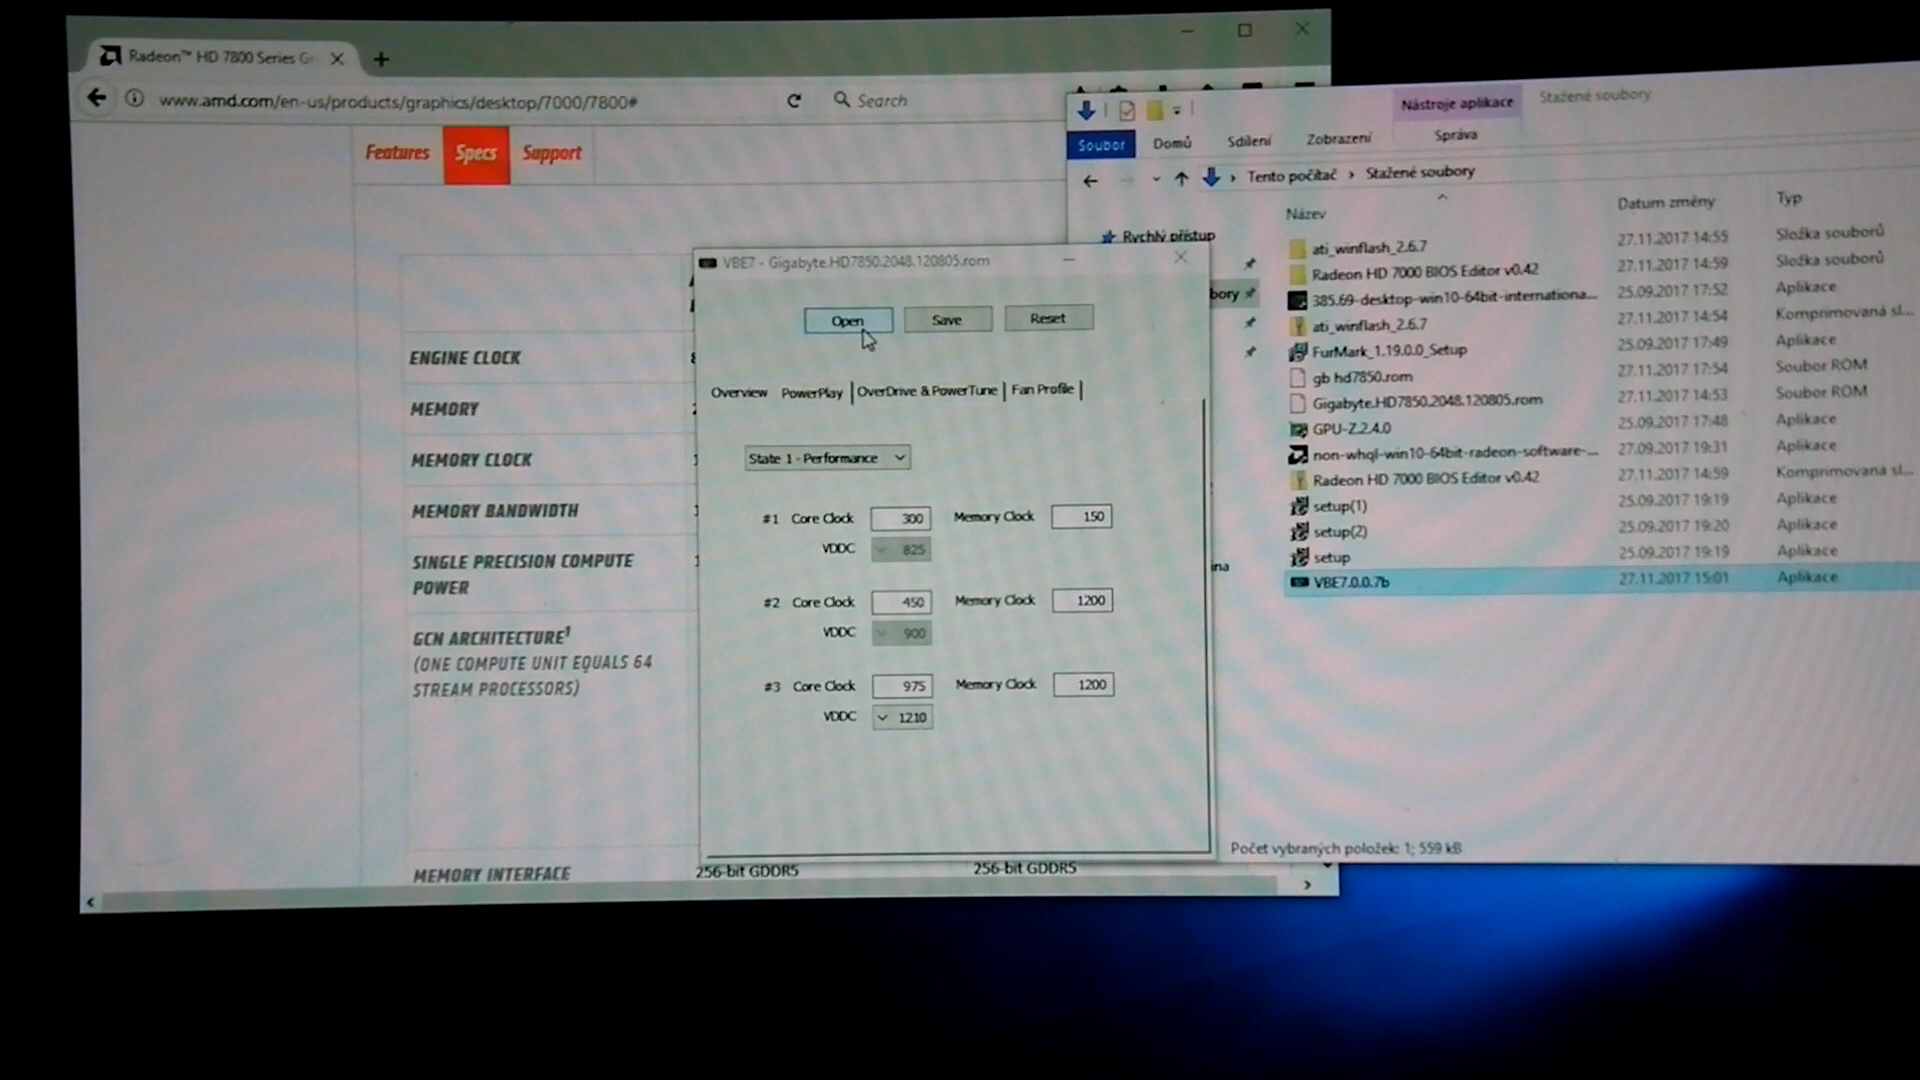 Radeon™ HD 7800 Series G
www.amd.com/en-us/products/graphics/desktop/7000/7800#
Search
Features
Specs
Support
ENGINE CLOCK
MEMORY
MEMORY CLOCK
MEMORY BANDWIDTH
SINGLE PRECISION COMPUTE
POWER
GCN ARCHITECTURE¹
(ONE COMPUTE UNIT EQUALS 64
STREAM PROCESSORS)
MEMORY INTERFACE
256-bit GDDR5
256-bit GDDR5
VBE7 - Gigabyte.HD7850.2048.120805.rom
Open
Save
Reset
Overview
PowerPlay
OverDrive & PowerTune
Fan Profile
State 1 - Performance
#1 Core Clock 300 Memory Clock 150
VDDC 825
#2 Core Clock 450 Memory Clock 1200
VDDC 900
#3 Core Clock 975 Memory Clock 1200
VDDC 1210
Nástroje aplikace
Stažené soubory
Soubor
Domů
Sdílení
Zobrazení
Správa
Tento počítač › Stažené soubory
Rychlý přístup
bory
ina
Název Datum změny Typ
ati_winflash_2.6.7 27.11.2017 14:55 Složka souborů
Radeon HD 7000 BIOS Editor v0.42 27.11.2017 14:59 Složka souborů
385.69-desktop-win10-64bit-internationa... 25.09.2017 17:52 Aplikace
ati_winflash_2.6.7 27.11.2017 14:54 Komprimovaná sl...
FurMark_1.19.0.0_Setup 25.09.2017 17:49 Aplikace
gb hd7850.rom 27.11.2017 17:54 Soubor ROM
Gigabyte.HD7850.2048.120805.rom 27.11.2017 14:53 Soubor ROM
GPU-Z.2.4.0 25.09.2017 17:48 Aplikace
non-whql-win10-64bit-radeon-software-... 27.09.2017 19:31 Aplikace
Radeon HD 7000 BIOS Editor v0.42 27.11.2017 14:59 Komprimovaná sl...
setup(1) 25.09.2017 19:19 Aplikace
setup(2) 25.09.2017 19:20 Aplikace
setup 25.09.2017 19:19 Aplikace
VBE7.0.0.7b 27.11.2017 15:01 Aplikace
Počet vybraných položek: 1; 559 kB